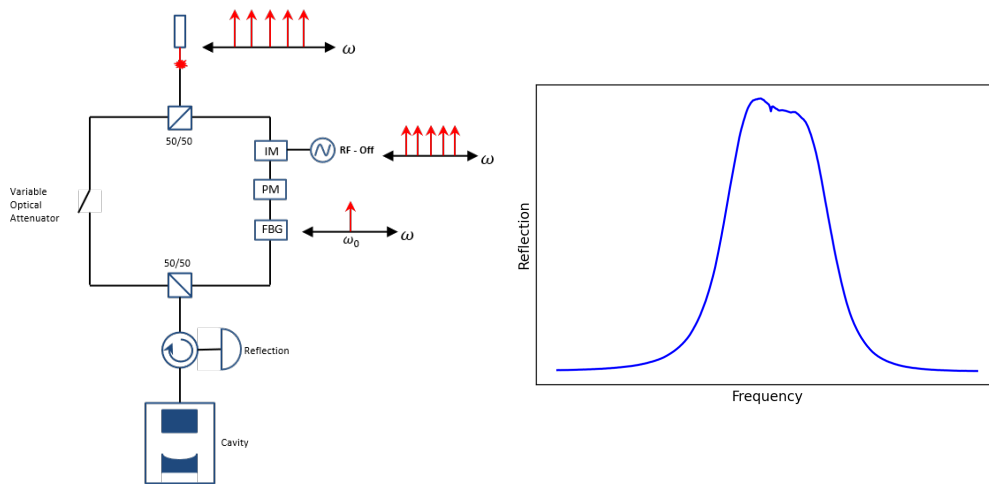 ω
50/50
IM
RF - Off
ω
Variable
Optical
Attenuator
PM
FBG
ω₀
ω
50/50
Reflection
Cavity
Reflection
Frequency